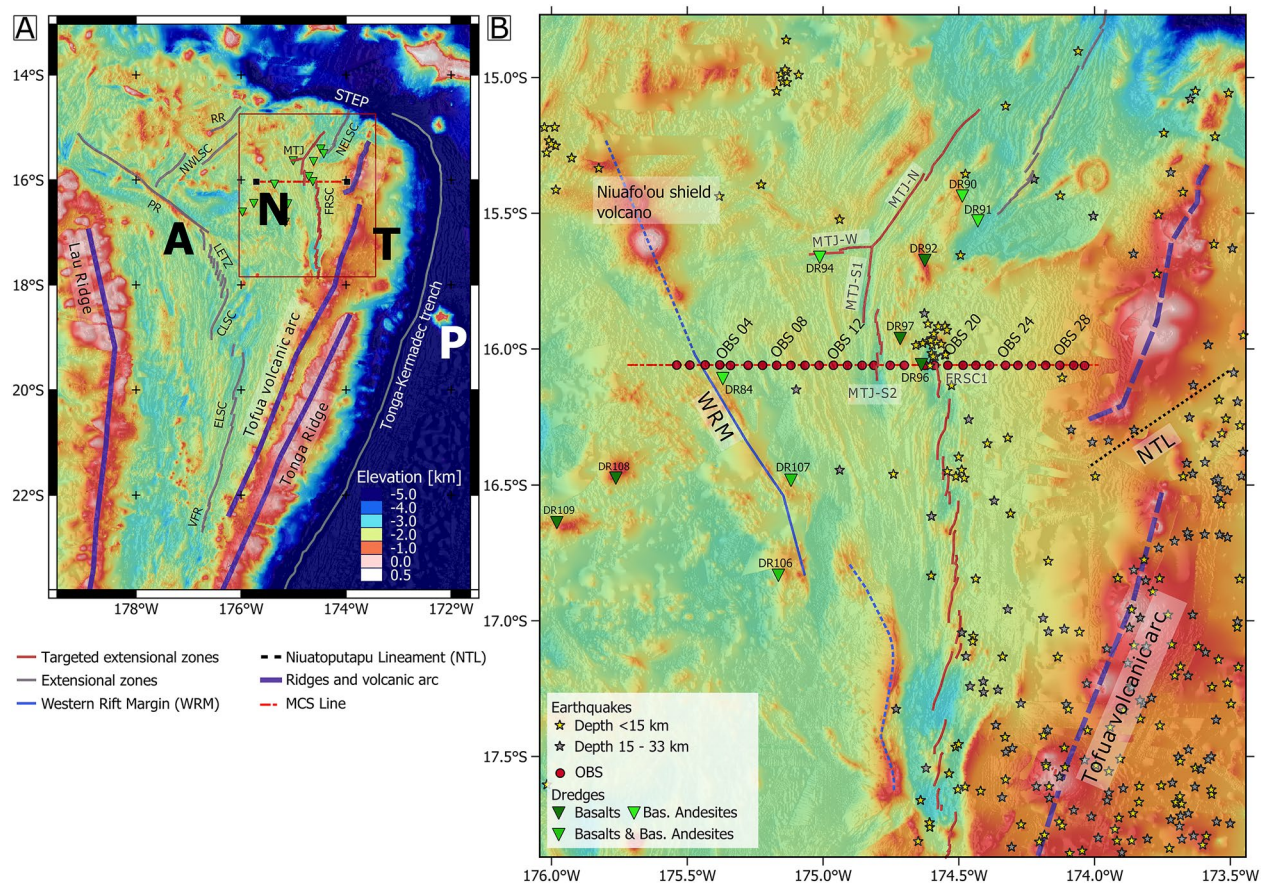 A
14°S
16°S
18°S
20°S
22°S
178°W
176°W
174°W
172°W
STEP
RR
NWLSC
NELSC
MTJ
FRSC
PR
N
A
T
P
LETZ
CLSC
ELSC
VFR
Lau Ridge
Tofua volcanic arc
Tonga Ridge
Tonga-Kermadec trench
Elevation [km]
-5.0
-4.0
-3.0
-2.0
-1.0
0.0
0.5
Targeted extensional zones
Extensional zones
Western Rift Margin (WRM)
Niuatoputapu Lineament (NTL)
Ridges and volcanic arc
MCS Line
B
15.0°S
15.5°S
16.0°S
16.5°S
17.0°S
17.5°S
176.0°W
175.5°W
175.0°W
174.5°W
174.0°W
173.5°W
Niuafo'ou shield
volcano
MTJ-N
MTJ-W
MTJ-S1
MTJ-S2
FRSC1
DR90
DR91
DR92
DR94
DR97
DR96
DR84
DR107
DR108
DR109
DR106
OBS 04
OBS 08
OBS 12
OBS 20
OBS 24
OBS 28
WRM
NTL
Tofua volcanic arc
Earthquakes
Depth <15 km
Depth 15 - 33 km
OBS
Dredges
Basalts
Bas. Andesites
Basalts & Bas. Andesites